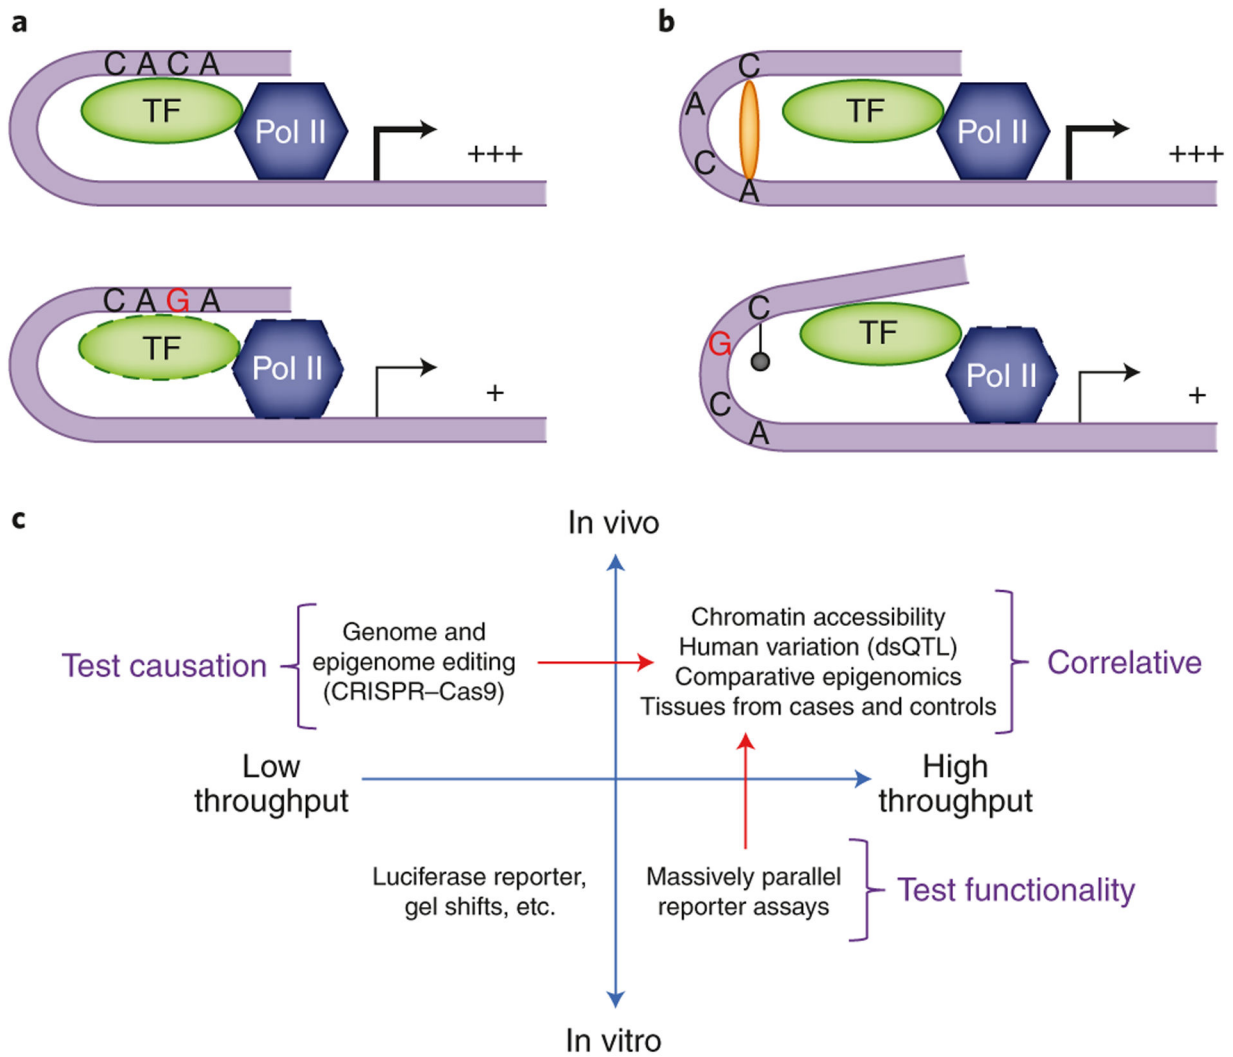 a
C A C A
TF
Pol II
+++
C A G A
TF
Pol II
+
b
C
A
C
A
TF
Pol II
+++
C
G
C
A
TF
Pol II
+
c
In vivo
Test causation
Genome and
epigenome editing
(CRISPR–Cas9)
Chromatin accessibility
Human variation (dsQTL)
Comparative epigenomics
Tissues from cases and controls
Correlative
Low
throughput
High
throughput
Luciferase reporter,
gel shifts, etc.
Massively parallel
reporter assays
Test functionality
In vitro